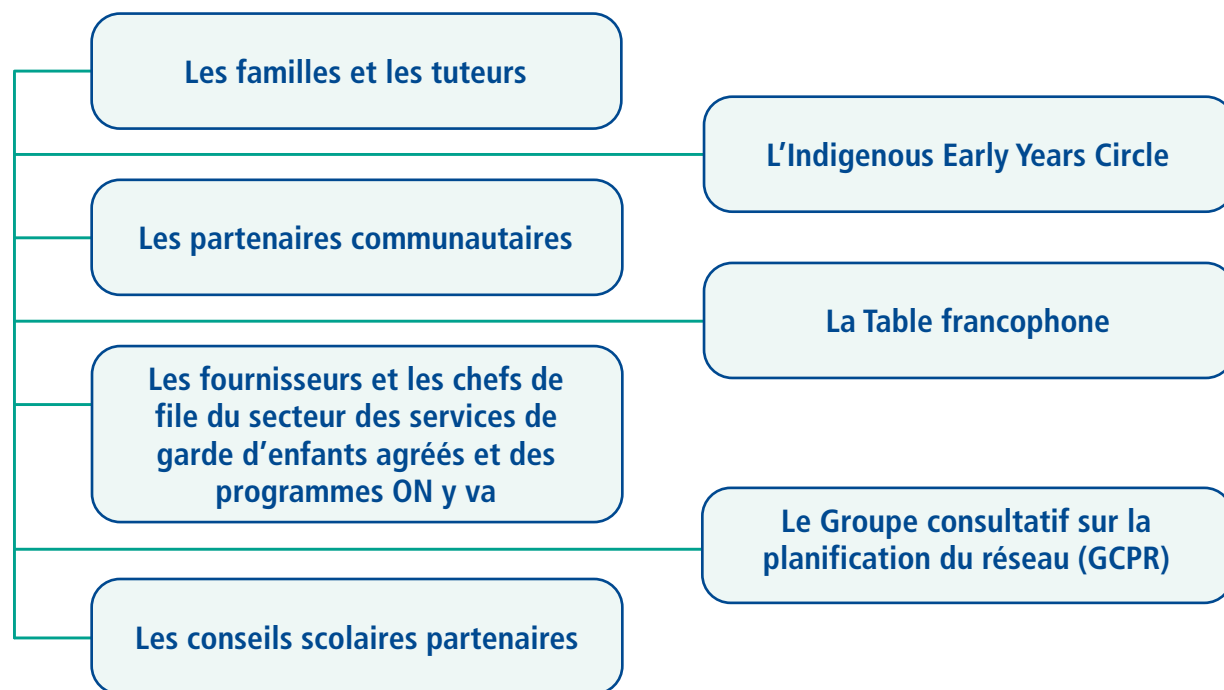 Les familles et les tuteurs
L’Indigenous Early Years Circle
Les partenaires communautaires
La Table francophone
Les fournisseurs et les chefs de
file du secteur des services de
garde d’enfants agréés et des
programmes ON y va
Le Groupe consultatif sur la
planification du réseau (GCPR)
Les conseils scolaires partenaires